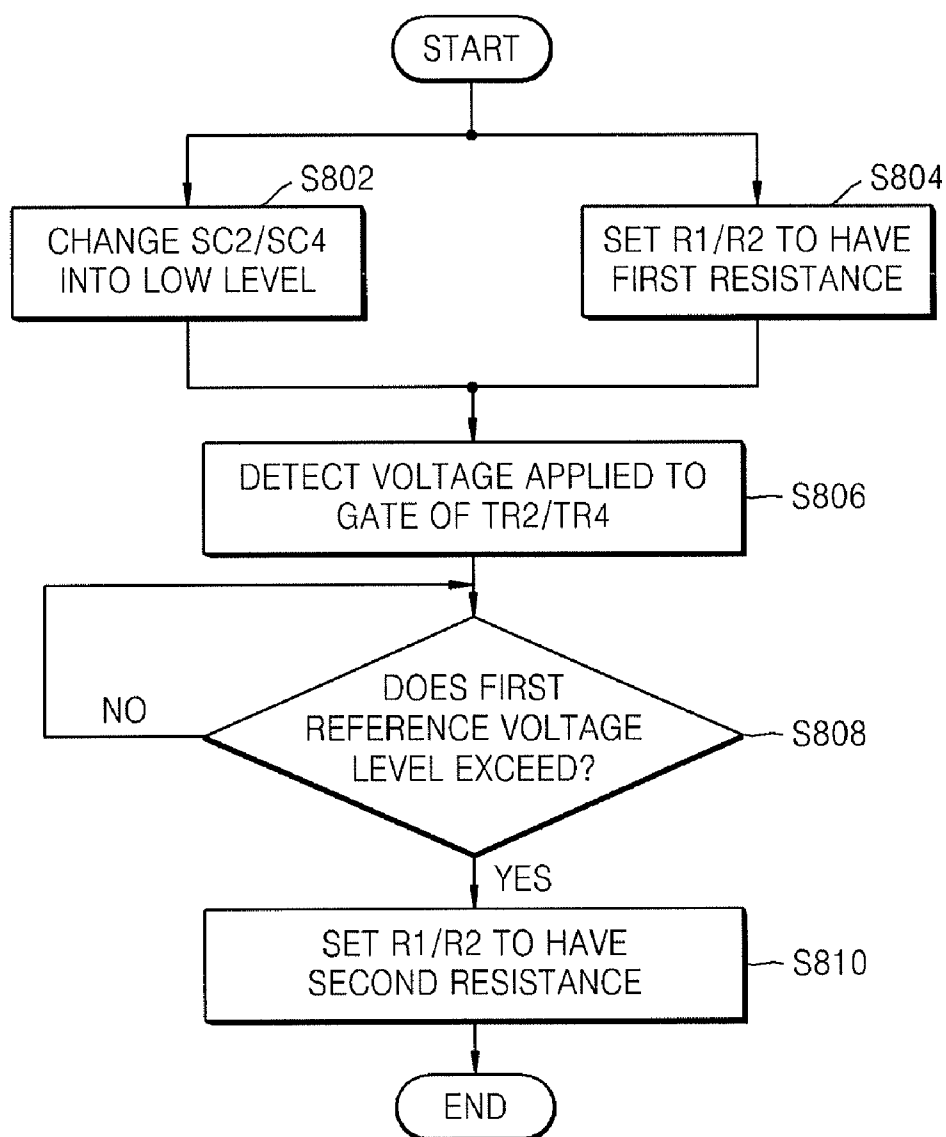 START
S802
CHANGE SC2/SC4
INTO LOW LEVEL
S804
SET R1/R2 TO HAVE
FIRST RESISTANCE
DETECT VOLTAGE APPLIED TO
GATE OF TR2/TR4
S806
DOES FIRST
REFERENCE VOLTAGE
LEVEL EXCEED?
S808
NO
YES
SET R1/R2 TO HAVE
SECOND RESISTANCE
S810
END